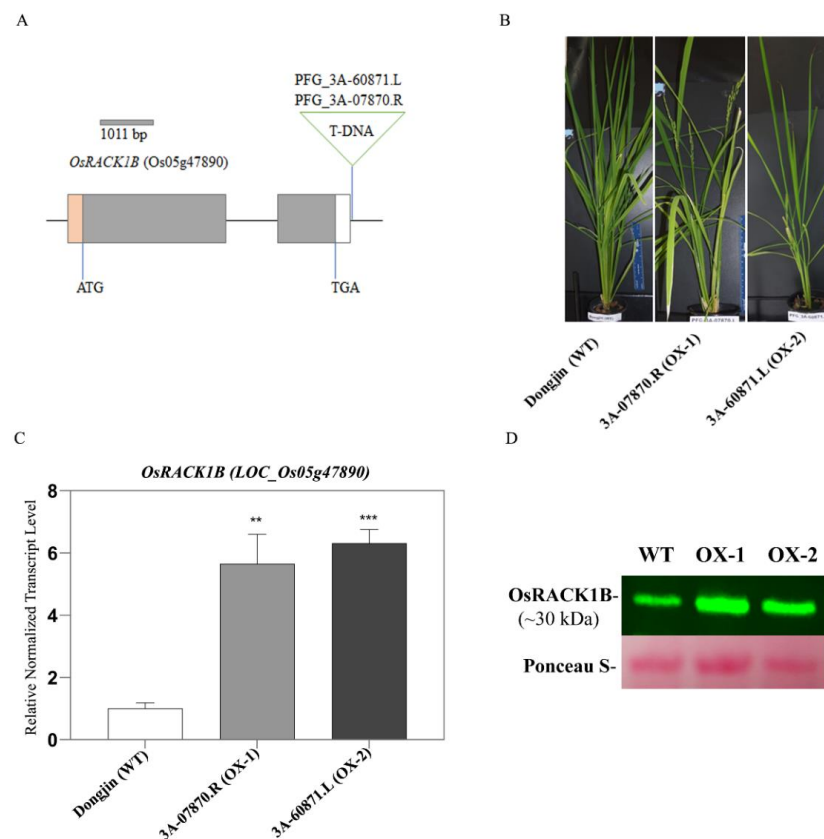 A
PFG_3A-60871.L
PFG_3A-07870.R
T-DNA
1011 bp
OsRACK1B (Os05g47890)
ATG
TGA
B
Dongjin (WT)
3A-07870.R (OX-1)
3A-60871.L (OX-2)
C
OsRACK1B (LOC_Os05g47890)
Relative Normalized Transcript Level
8
6
4
2
0
**
***
Dongjin (WT)
3A-07870.R (OX-1)
3A-60871.L (OX-2)
D
WT OX-1 OX-2
OsRACK1B-
(~30 kDa)
Ponceau S-